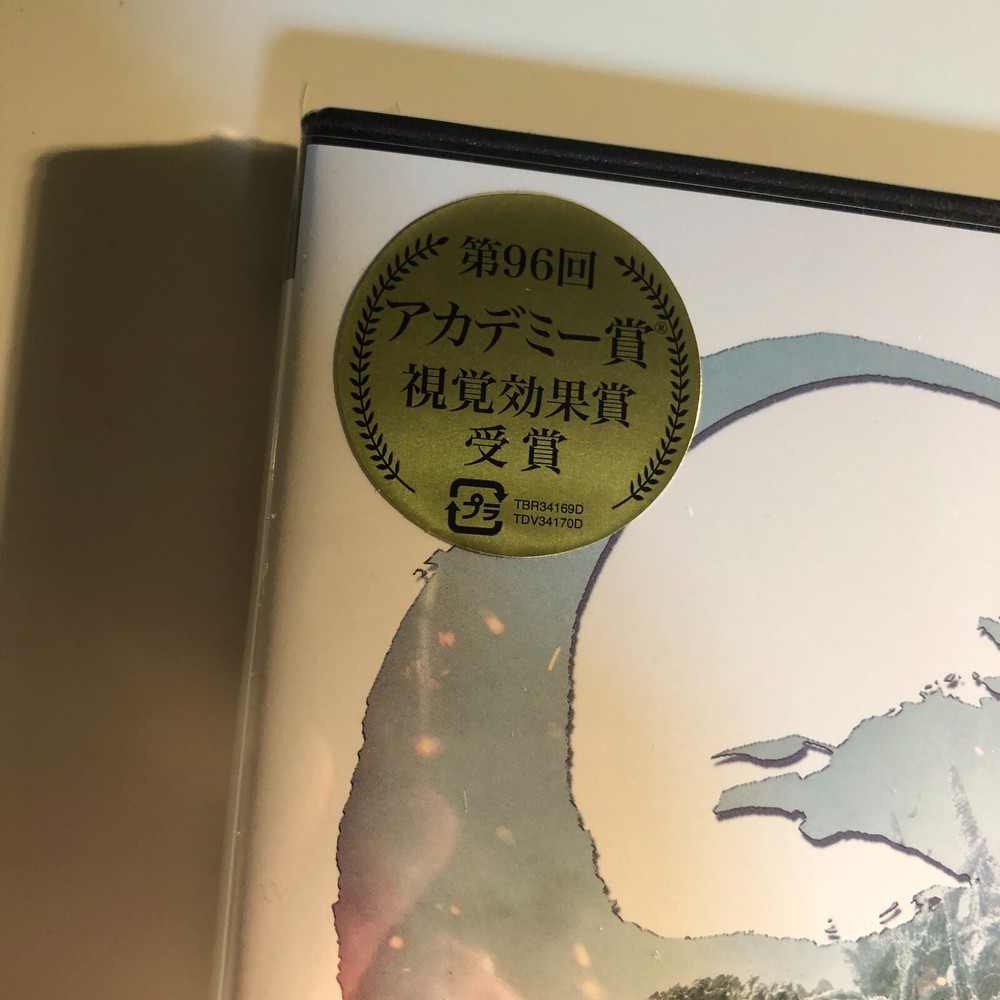 第96回
アカデミー賞®
視覚効果賞
受賞
プラ
TBR34169D
TDV34170D